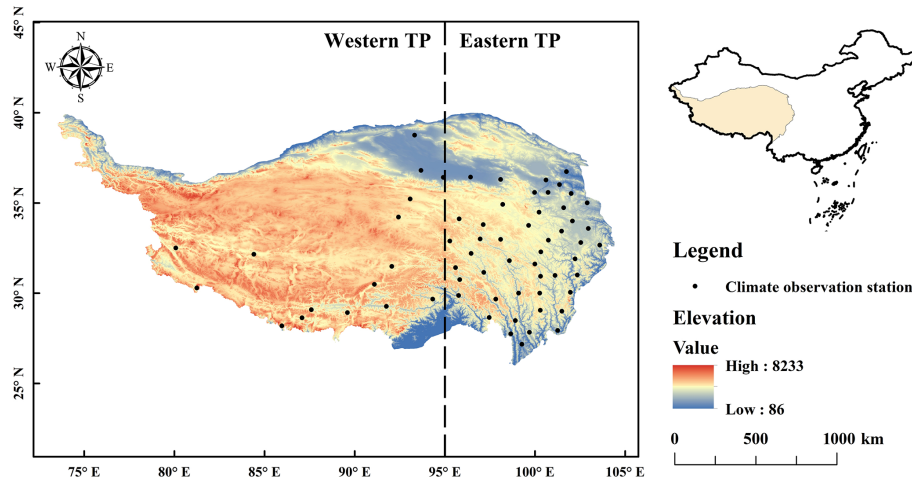 Western TP
Eastern TP
N
W
E
S
45° N
40° N
35° N
30° N
25° N
75° E
80° E
85° E
90° E
95° E
100° E
105° E
Legend
Climate observation station
Elevation
Value
High : 8233
Low : 86
0 500 1000 km